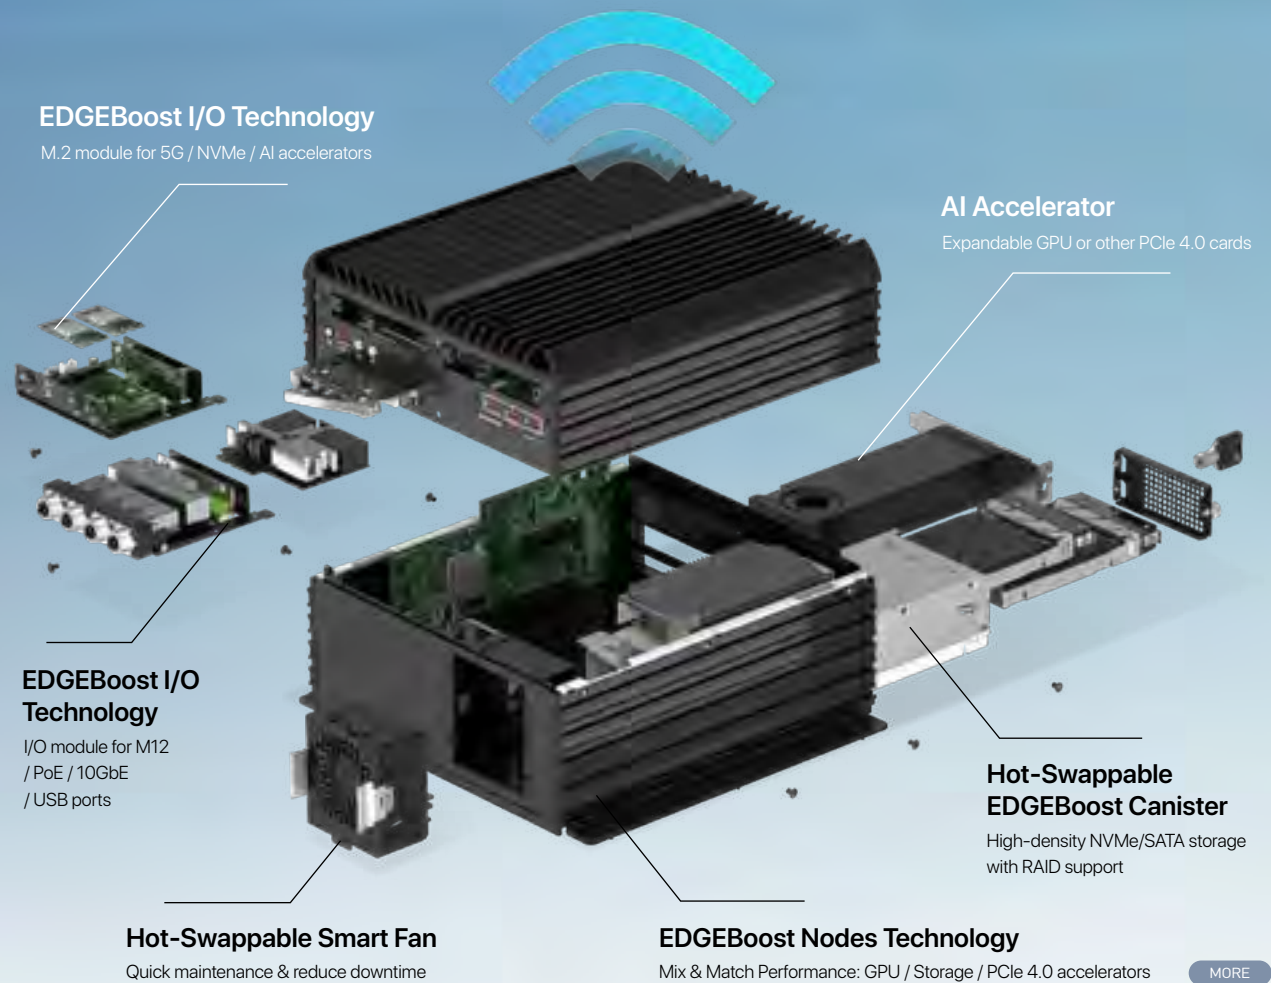 EDGEBoost I/O Technology
M.2 module for 5G / NVMe / AI accelerators
AI Accelerator
Expandable GPU or other PCIe 4.0 cards
EDGEBoost I/O
Technology
I/O module for M12
/ PoE / 10GbE
/ USB ports
Hot-Swappable
EDGEBoost Canister
High-density NVMe/SATA storage
with RAID support
Hot-Swappable Smart Fan
Quick maintenance & reduce downtime
EDGEBoost Nodes Technology
Mix & Match Performance: GPU / Storage / PCIe 4.0 accelerators
MORE